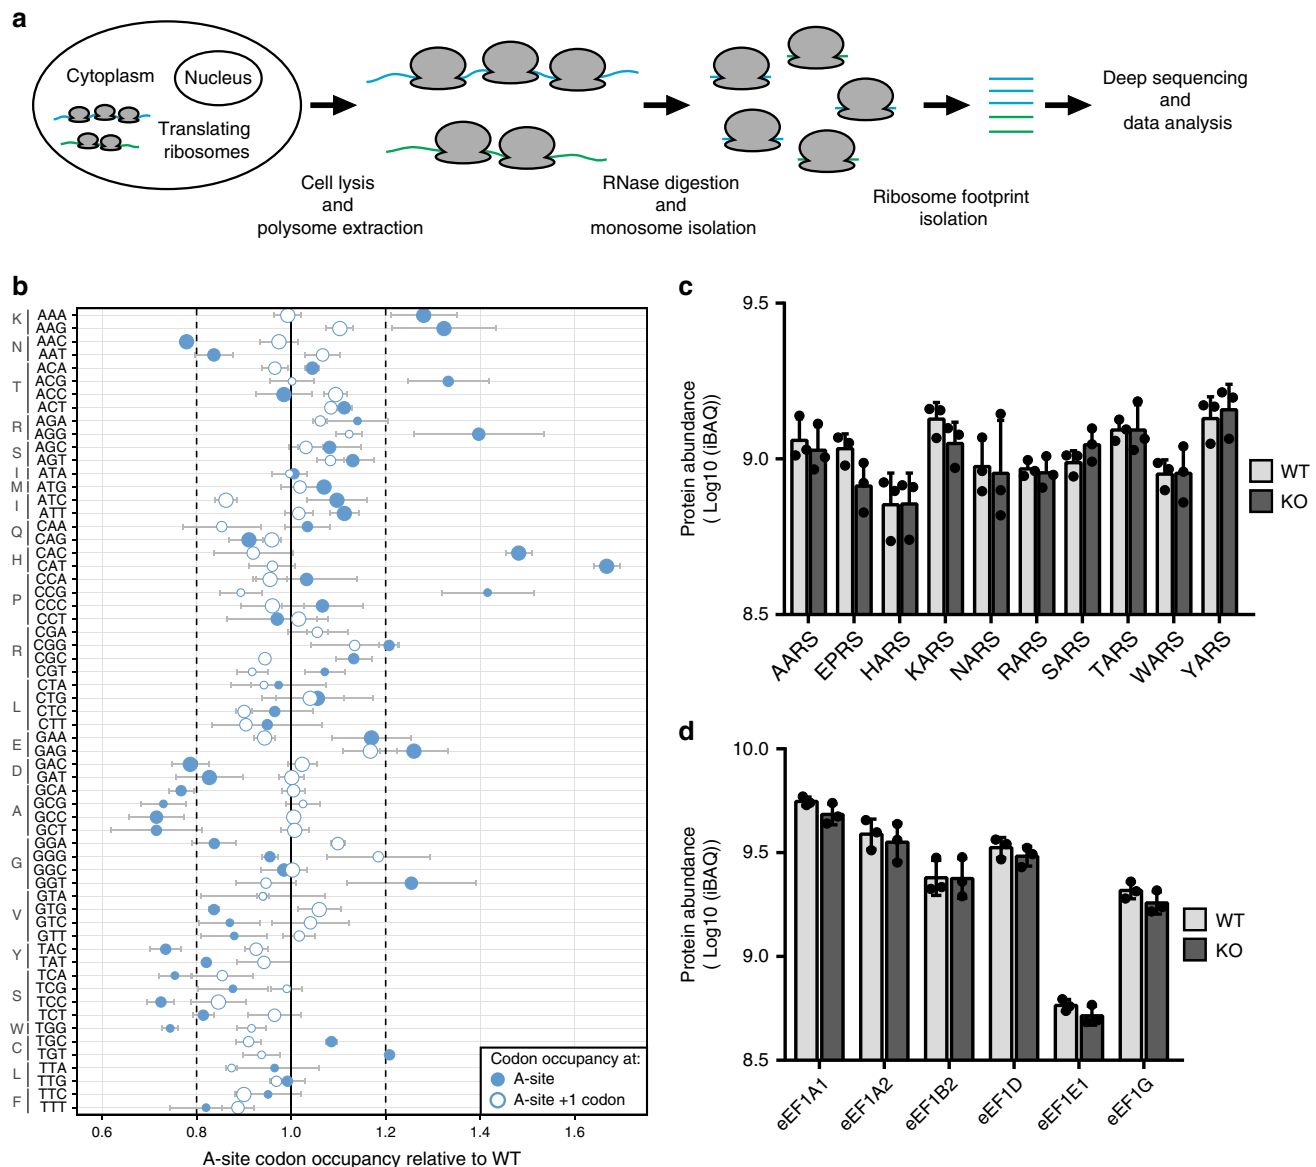 a
Cytoplasm
Nucleus
Translating
ribosomes
Cell lysis
and
polysome extraction
RNase digestion
and
monosome isolation
Ribosome footprint
isolation
Deep sequencing
and
data analysis
b
K
AAA
AAG
N
AAC
AAT
T
ACA
ACG
ACC
ACT
R
AGA
AGG
S
AGC
AGT
I
ATA
M
ATG
I
ATC
ATT
Q
CAA
CAG
H
CAC
CAT
P
CCA
CCG
CCC
CCT
R
CGA
CGG
CGC
CGT
L
CTA
CTG
CTC
CTT
E
GAA
GAG
D
GAC
GAT
A
GCA
GCG
GCC
GCT
G
GGA
GGG
GGC
GGT
V
GTA
GTG
GTC
GTT
Y
TAC
TAT
S
TCA
TCG
TCC
TCT
W
TGG
C
TGC
TGT
L
TTA
TTG
F
TTC
TTT
Codon occupancy at:
A-site
A-site +1 codon
0.6 0.8 1.0 1.2 1.4 1.6
A-site codon occupancy relative to WT
c
Protein abundance
( Log10 (iBAQ))
9.5
9.0
8.5
AARS EPRS HARS KARS NARS RARS SARS TARS WARS YARS
WT
KO
d
Protein abundance
( Log10 (iBAQ))
10.0
9.5
9.0
8.5
eEF1A1 eEF1A2 eEF1B2 eEF1D eEF1E1 eEF1G
WT
KO